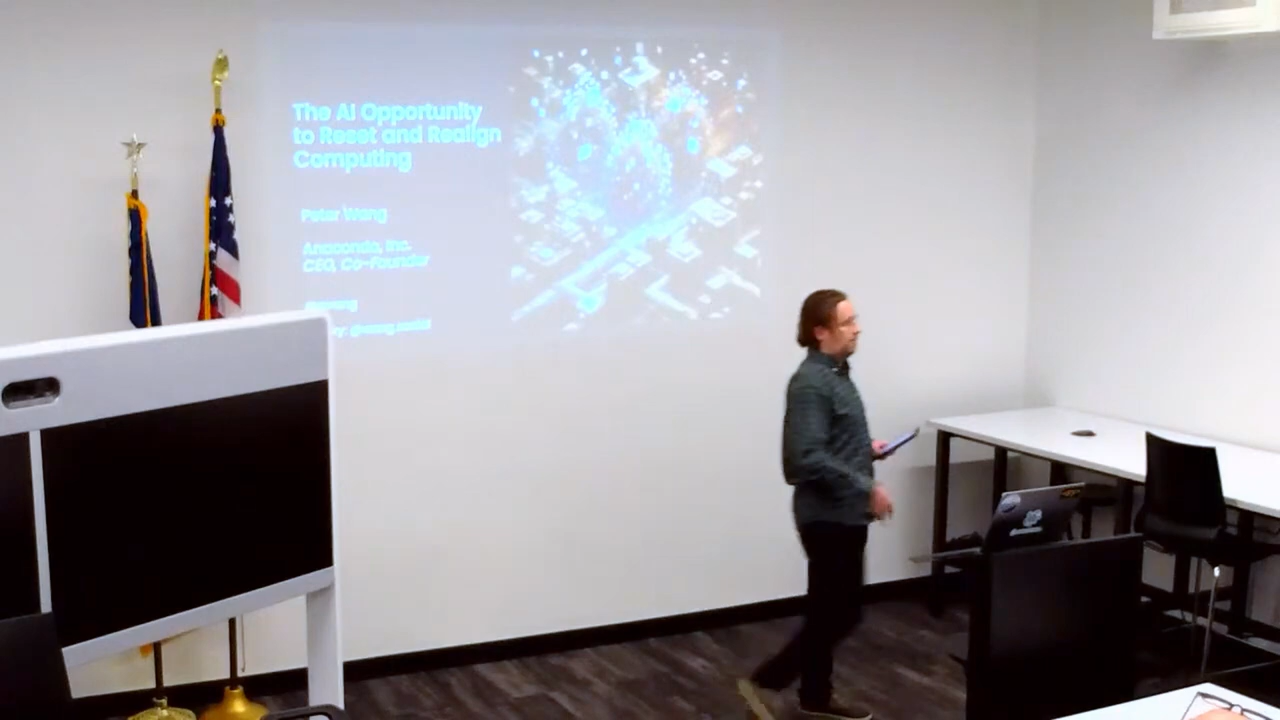 The AI Opportunity
to Reset and Realign
Computing
Peter Wang
Anaconda, Inc.
CEO, Co-Founder